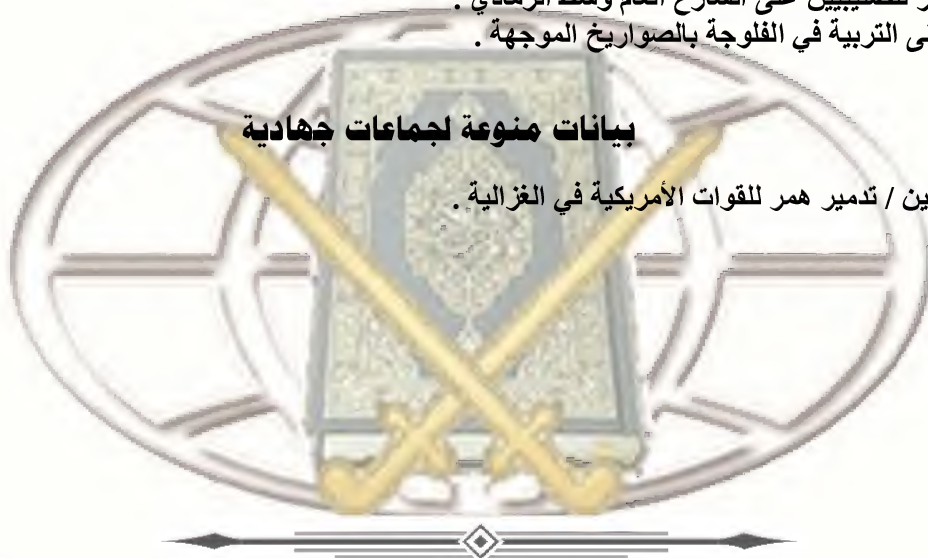 للصليبيين على الشارع العام وسط الرمادي .
التربية في الفلوجة بالصواريخ الموجهة .
بيانات منوعة لجماعات جهادية
تدمير همر للقوات الأمريكية في الغزالية .